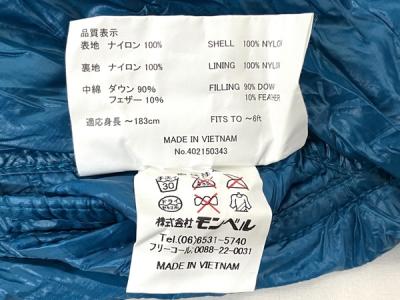 品質表示
表地 ナイロン 100% SHELL 100% NYLON
裏地 ナイロン 100% LINING 100% NYLON
中綿 ダウン 90% FILLING 90% DOW
フェザー 10% 10% FEATHER
適応身長 ～183cm FITS TO ～6ft
MADE IN VIETNAM
No.402150343
30
ドライ
株式会社 モンベル
Tel.(06)6531-5740
フリーコール:0088-22-0031
MADE IN VIETNAM